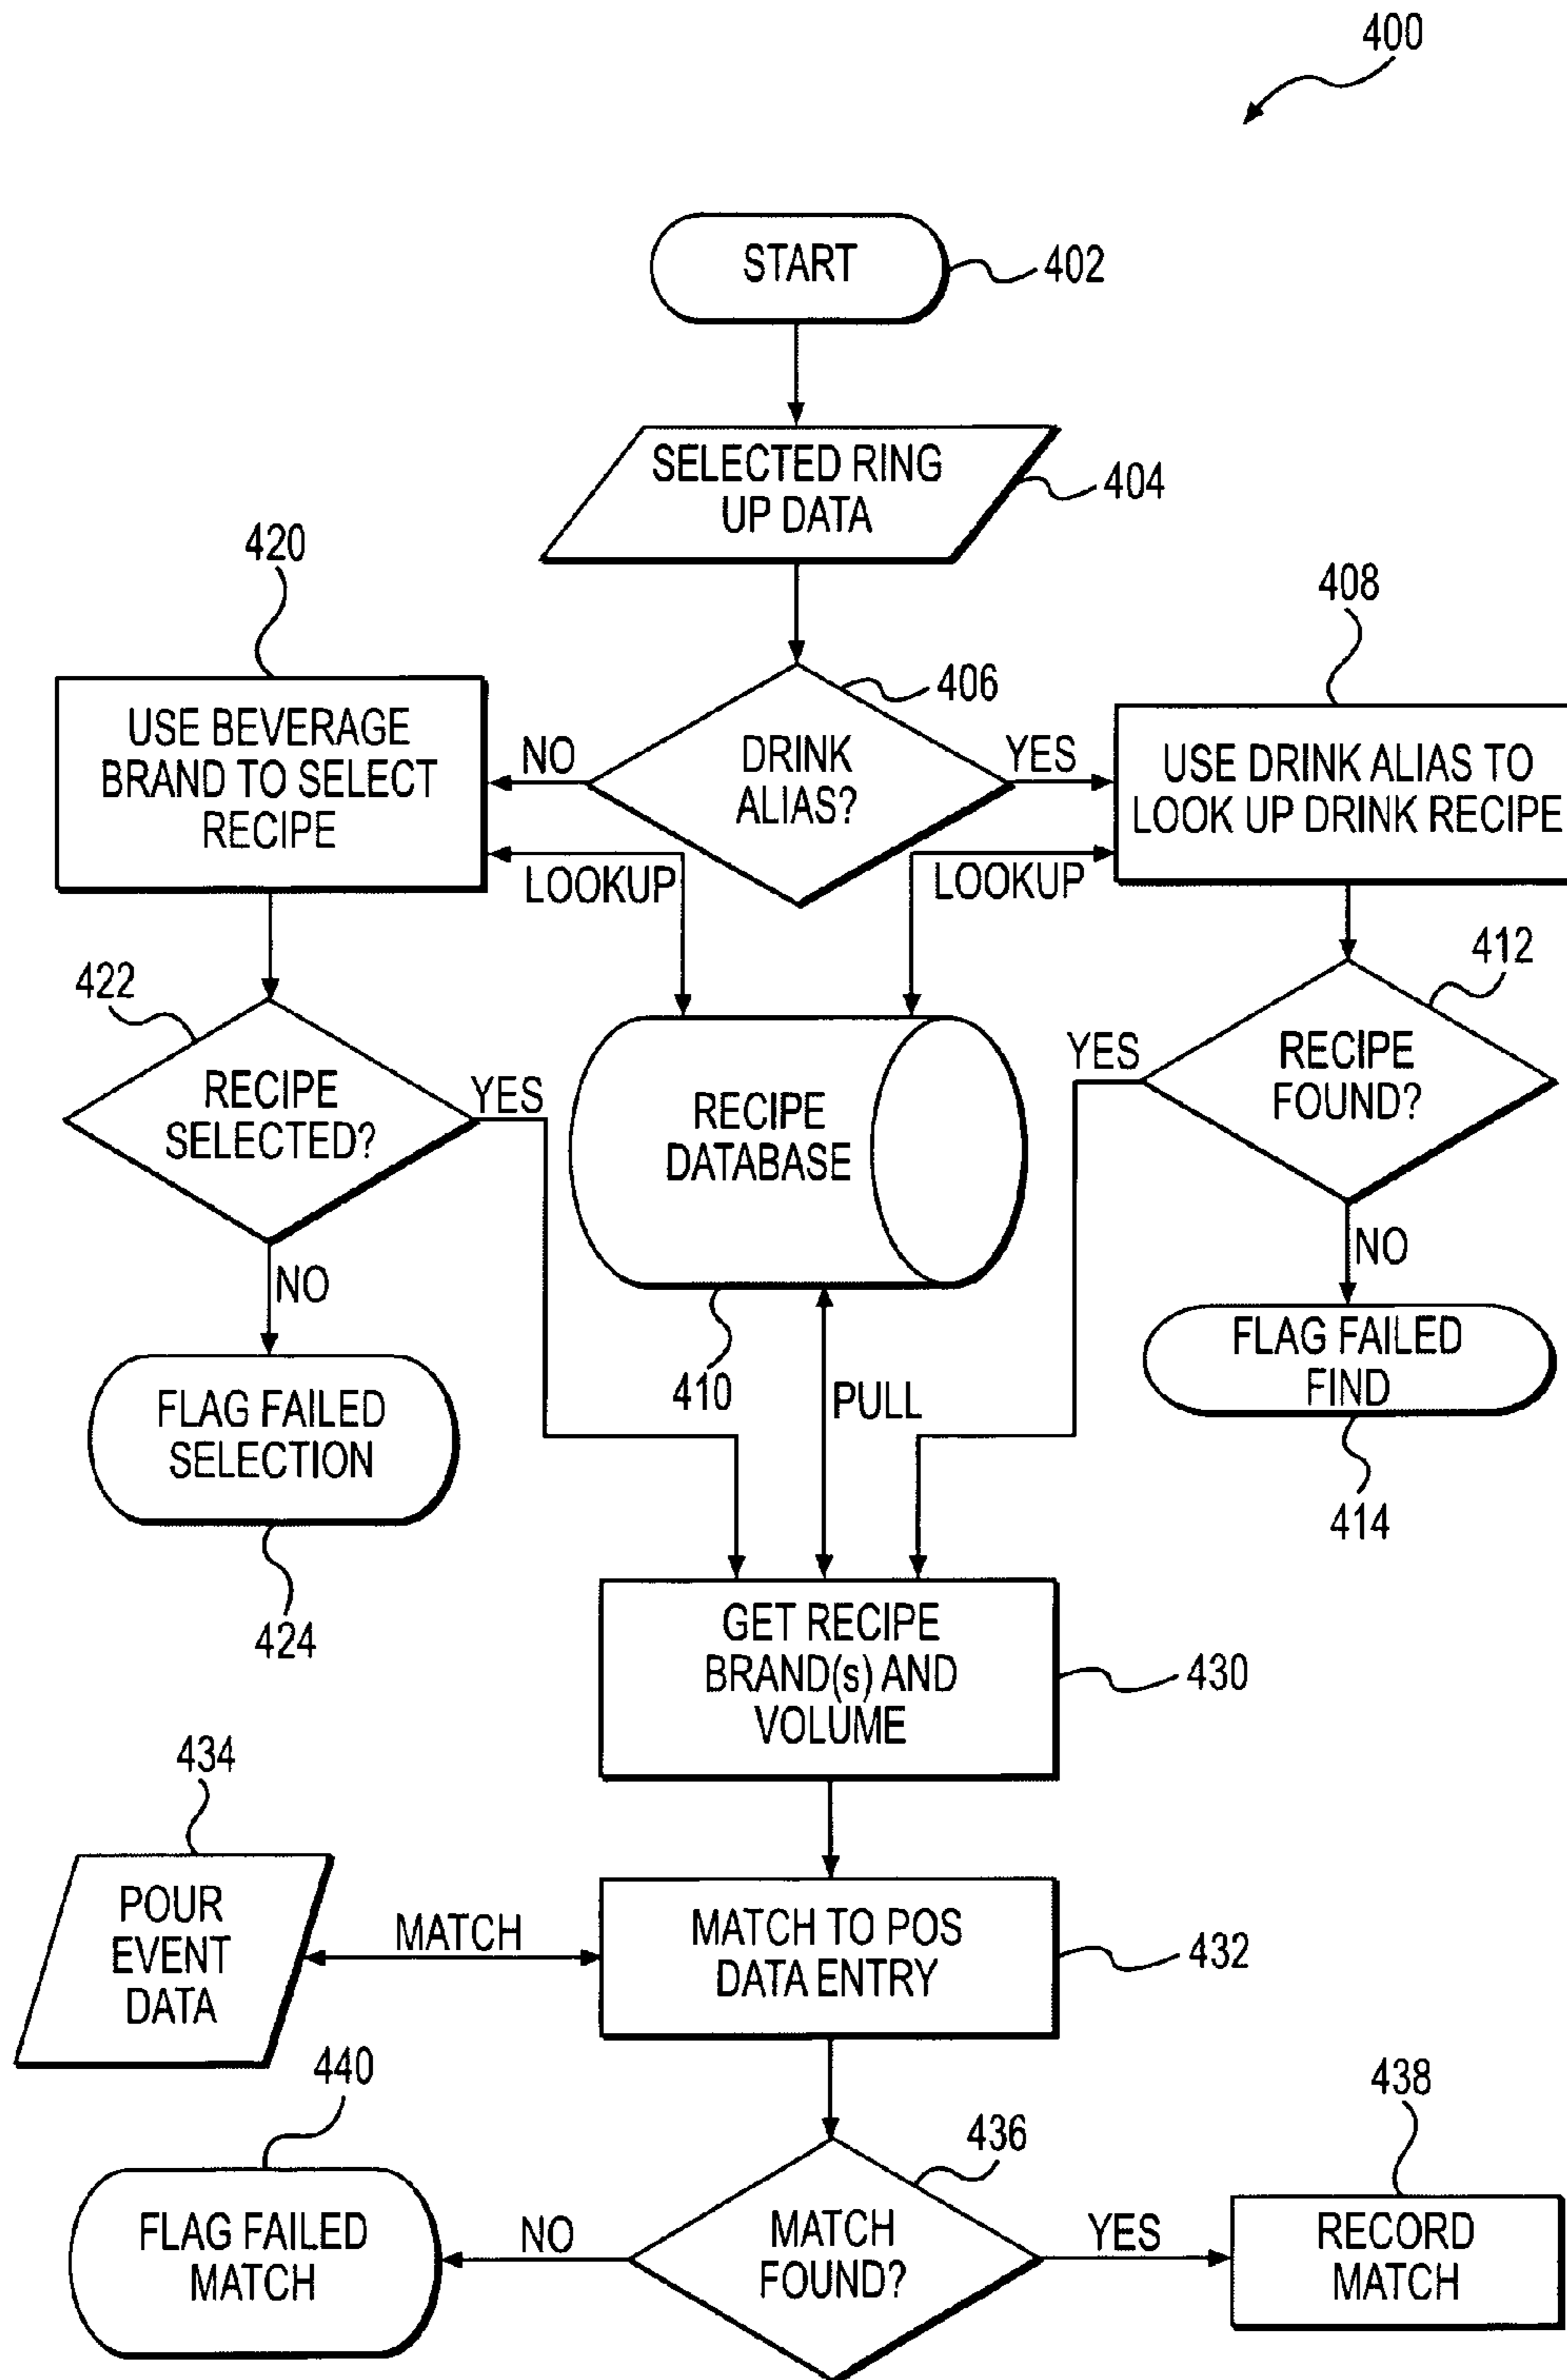 400
START
402
SELECTED RING
UP DATA
404
420
408
406
USE BEVERAGE
BRAND TO SELECT
RECIPE
NO
DRINK
ALIAS?
YES
USE DRINK ALIAS TO
LOOK UP DRINK RECIPE
LOOKUP
LOOKUP
422
412
RECIPE
SELECTED?
YES
RECIPE
DATABASE
YES
RECIPE
FOUND?
NO
NO
FLAG FAILED
SELECTION
410
PULL
FLAG FAILED
FIND
424
414
GET RECIPE
BRAND(s) AND
VOLUME
430
434
POUR
EVENT
DATA
MATCH
MATCH TO POS
DATA ENTRY
432
440
436
438
FLAG FAILED
MATCH
NO
MATCH
FOUND?
YES
RECORD
MATCH